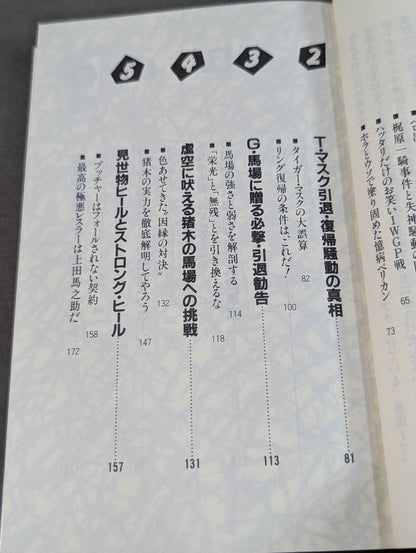 梶原一騎事件と失神騒動の
ハッタリだけのお笑いIWGP戦
65
ホラとウソで塗り固めた憶病ペリカン
73
2
T・マスク引退・復帰騒動の真相
81
■タイガーマスクの大誤算
82
■リング復帰の条件はこれだ!
100
3
G・馬場に贈る必撃・引退勧告
113
■馬場の強さと弱さを解剖する
114
■「栄光」と「無残」とを引き換えるな
118
4
虚空に吠える猪木の馬場への挑戦
131
■色あせてきた"因縁の対決"
132
■猪木の実力を徹底解明してやろう
147
5
見世物ヒールとストロング・ヒール
157
■ブッチャーはフォールされない契約
158
■最高の極悪レスラーは上田馬之助だ
172